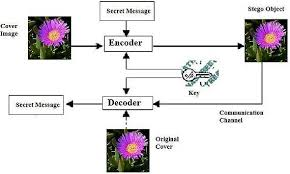 Cover
Image
Secret Message
Stego Object
Encoder
Key
Secret Message
Decoder
Communication
Channel
Original
Cover